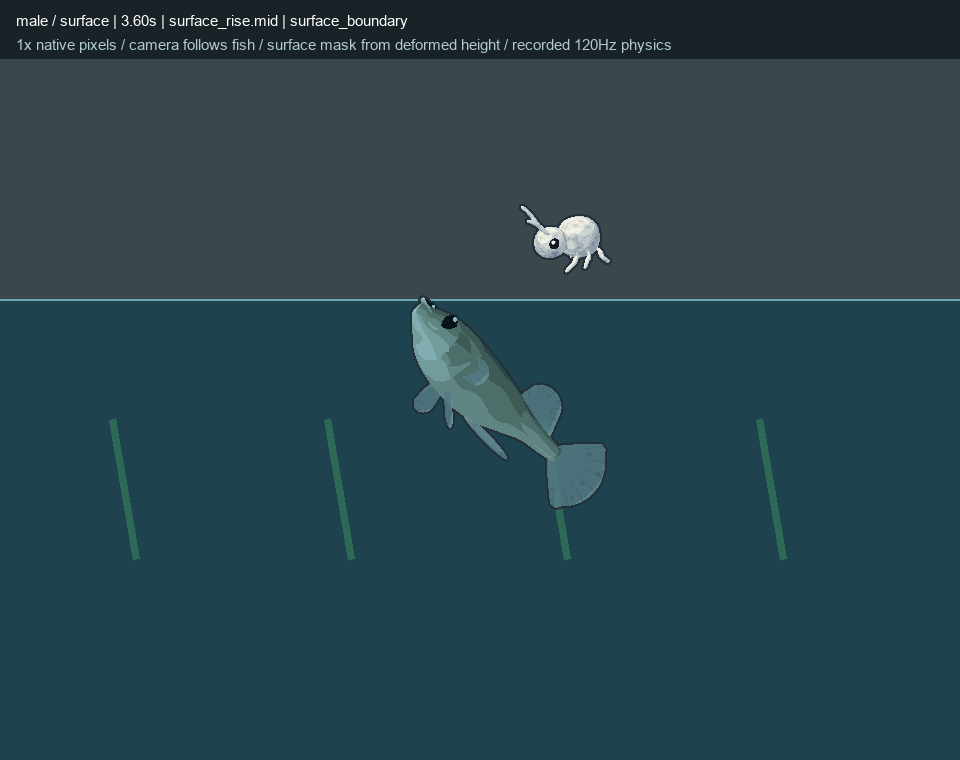 male / surface | 3.60s | surface_rise.mid | surface_boundary
1x native pixels / camera follows fish / surface mask from deformed height / recorded 120Hz physics